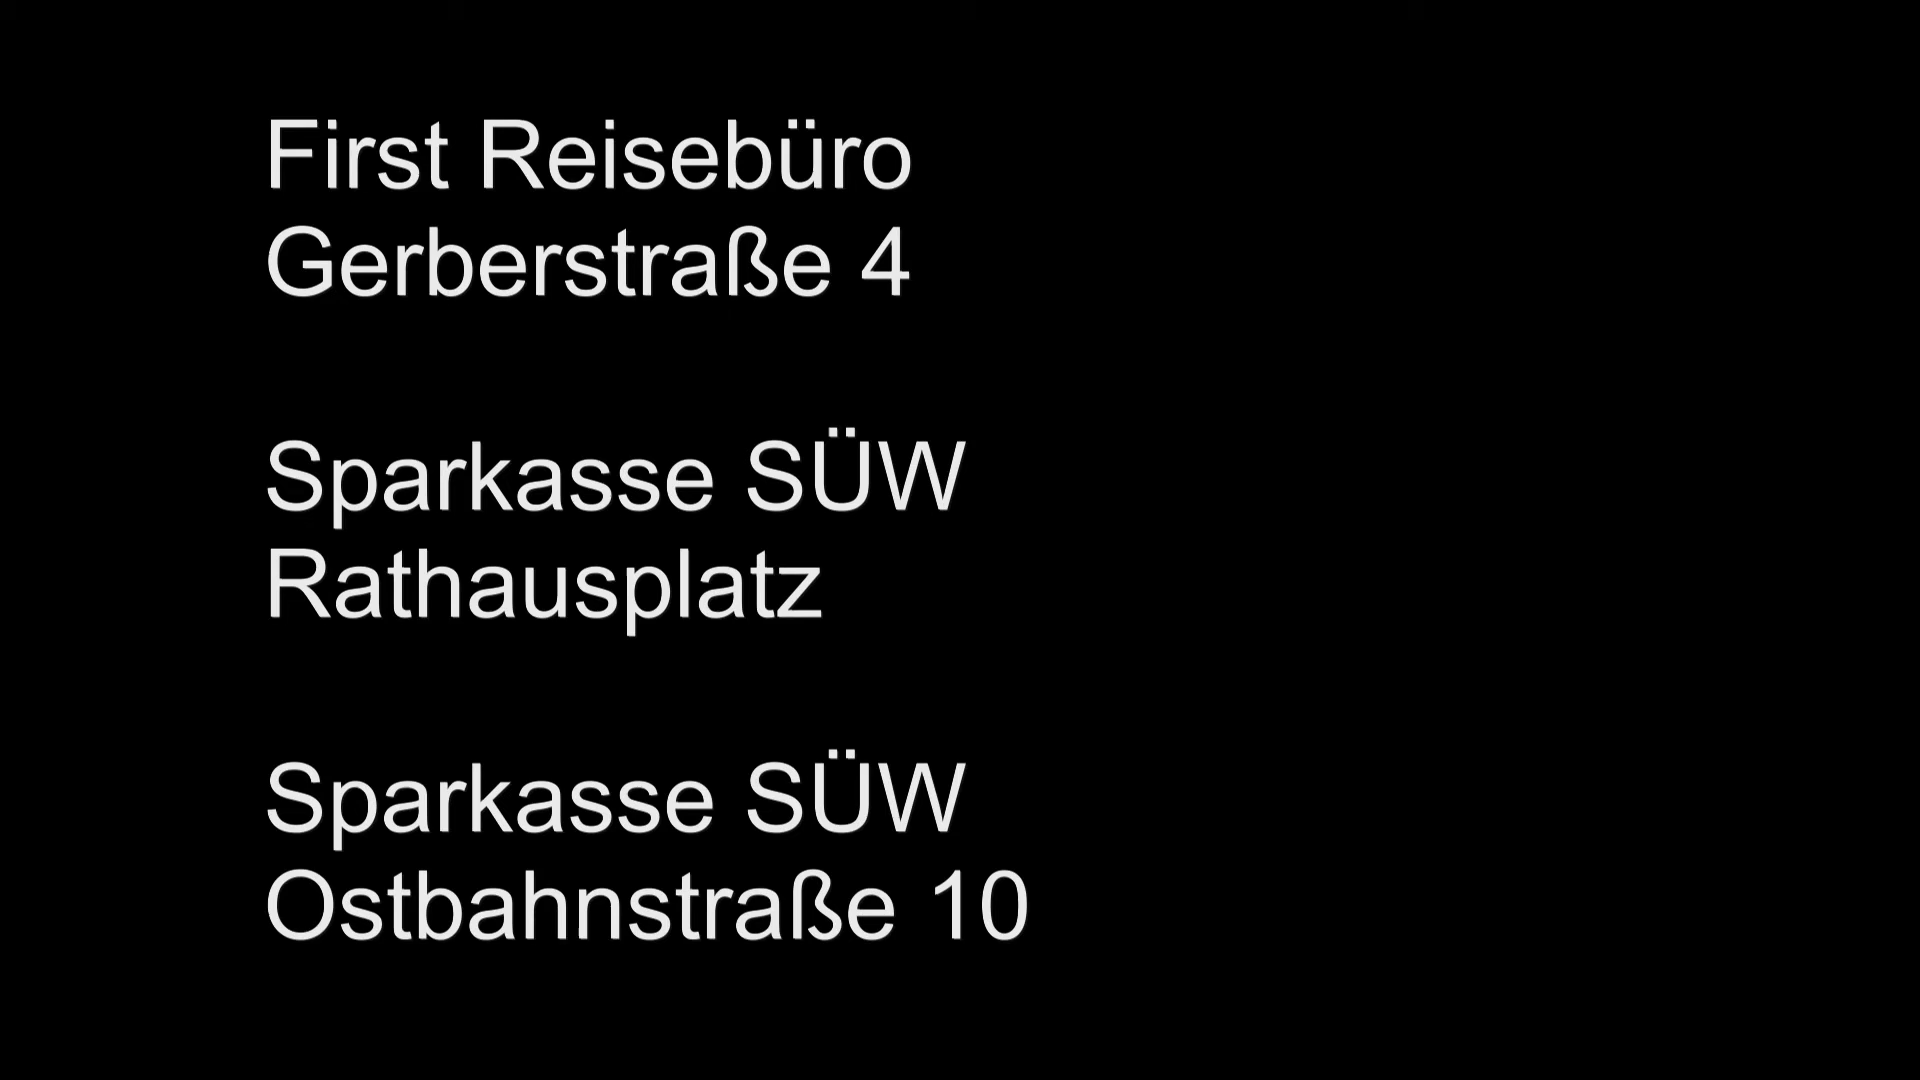 First Reisebüro
Gerberstraße 4
Sparkasse SÜW
Rathausplatz
Sparkasse SÜW
Ostbahnstraße 10